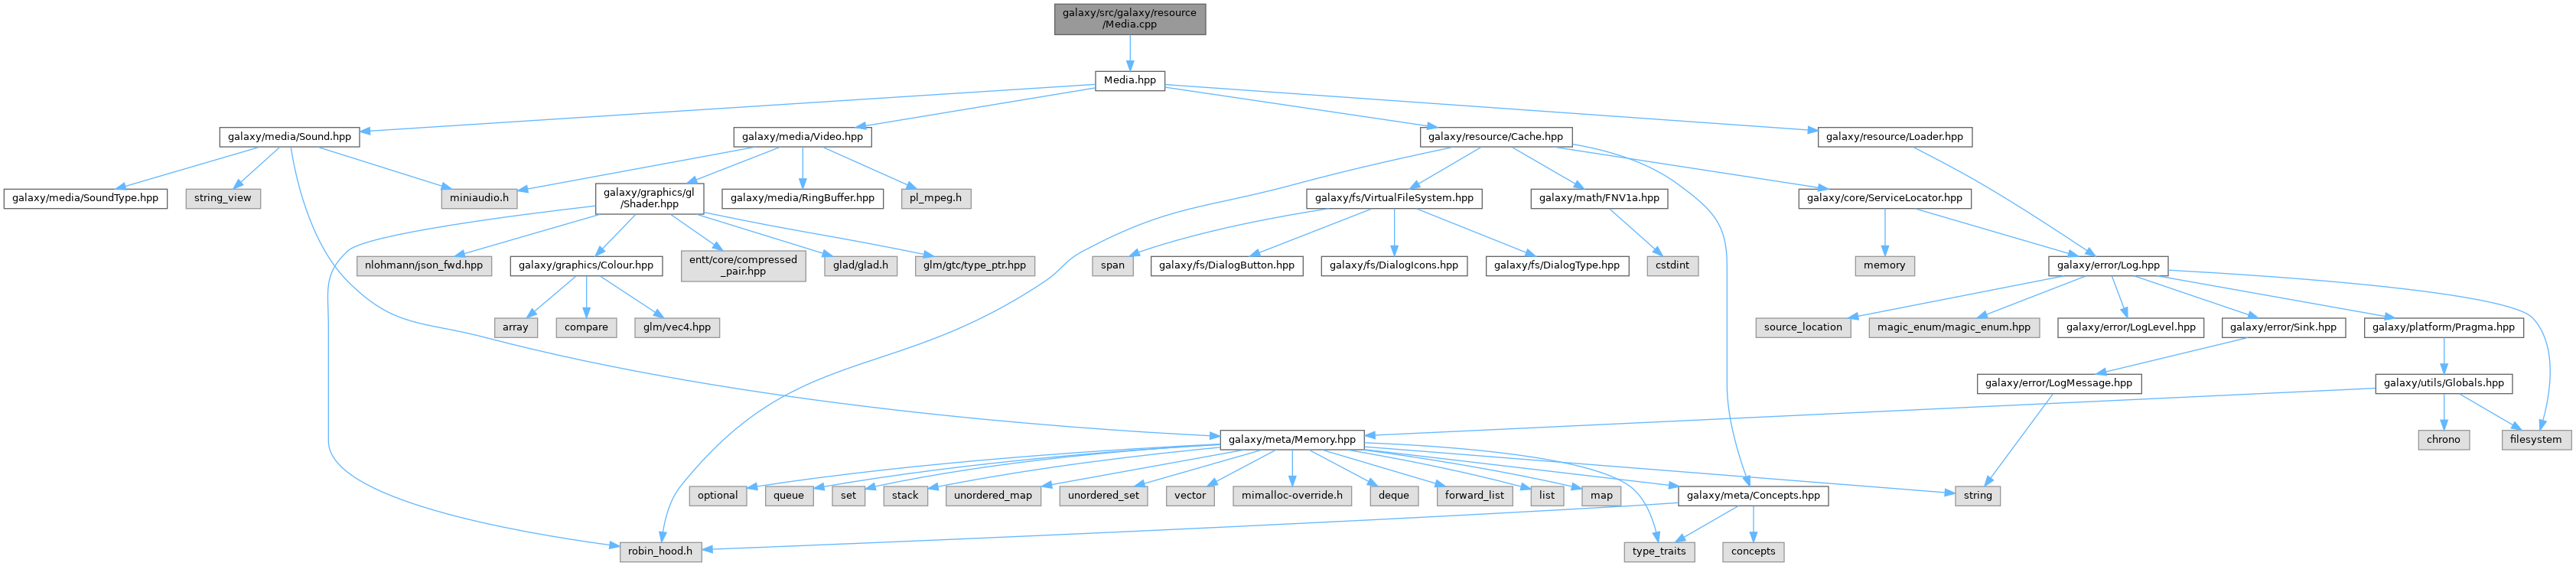 galaxy/src/galaxy/resource
/Media.cpp
Media.hpp
galaxy/media/Sound.hpp
galaxy/media/Video.hpp
galaxy/resource/Cache.hpp
galaxy/resource/Loader.hpp
galaxy/media/SoundType.hpp
string_view
miniaudio.h
galaxy/graphics/gl
/Shader.hpp
galaxy/media/RingBuffer.hpp
pl_mpeg.h
galaxy/fs/VirtualFileSystem.hpp
galaxy/math/FNV1a.hpp
galaxy/core/ServiceLocator.hpp
nlohmann/json_fwd.hpp
galaxy/graphics/Colour.hpp
entt/core/compressed
_pair.hpp
glad/glad.h
glm/gtc/type_ptr.hpp
span
galaxy/fs/DialogButton.hpp
galaxy/fs/DialogIcons.hpp
galaxy/fs/DialogType.hpp
cstdint
memory
galaxy/error/Log.hpp
array
compare
glm/vec4.hpp
source_location
magic_enum/magic_enum.hpp
galaxy/error/LogLevel.hpp
galaxy/error/Sink.hpp
galaxy/platform/Pragma.hpp
galaxy/error/LogMessage.hpp
galaxy/utils/Globals.hpp
galaxy/meta/Memory.hpp
chrono
filesystem
optional
queue
set
stack
unordered_map
unordered_set
vector
mimalloc-override.h
deque
forward_list
list
map
galaxy/meta/Concepts.hpp
string
robin_hood.h
type_traits
concepts